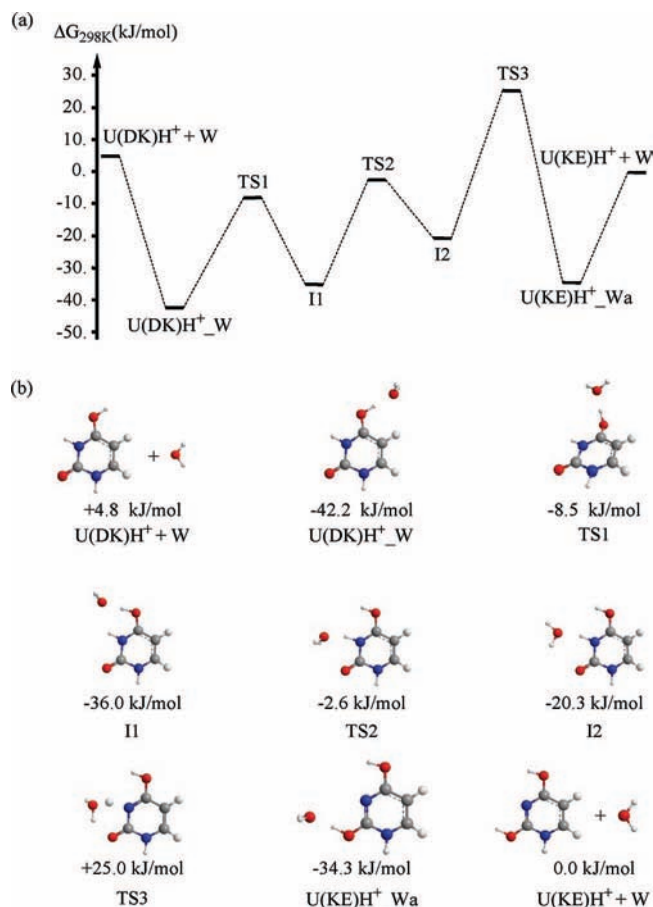 (a)
ΔG298K(kJ/mol)
30.
20.
10.
0.
-10.
-20.
-30.
-40.
-50.
U(DK)H+ + W
U(DK)H+_W
TS1
I1
TS2
I2
TS3
U(KE)H+_Wa
U(KE)H+ + W
(b)
+
+4.8 kJ/mol
U(DK)H+ + W
-42.2 kJ/mol
U(DK)H+_W
-8.5 kJ/mol
TS1
-36.0 kJ/mol
I1
-2.6 kJ/mol
TS2
-20.3 kJ/mol
I2
+25.0 kJ/mol
TS3
-34.3 kJ/mol
U(KE)H+_Wa
+
0.0 kJ/mol
U(KE)H+ + W